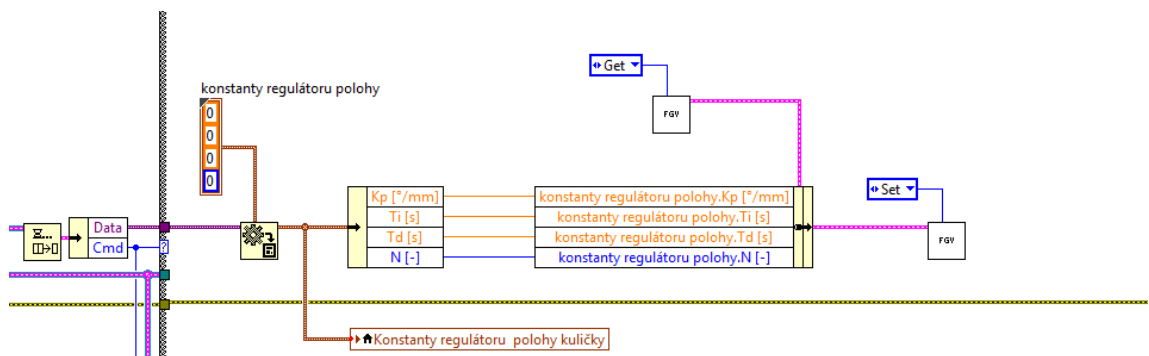 konstanty regulátoru polohy
0
0
0
0
Get
FGV
Data
Cmd
?
Kp [°/mm]
Ti [s]
Td [s]
N [-]
konstanty regulátoru polohy.Kp [°/mm]
konstanty regulátoru polohy.Ti [s]
konstanty regulátoru polohy.Td [s]
konstanty regulátoru polohy.N [-]
Set
FGV
Konstanty regulátoru  polohy kuličky